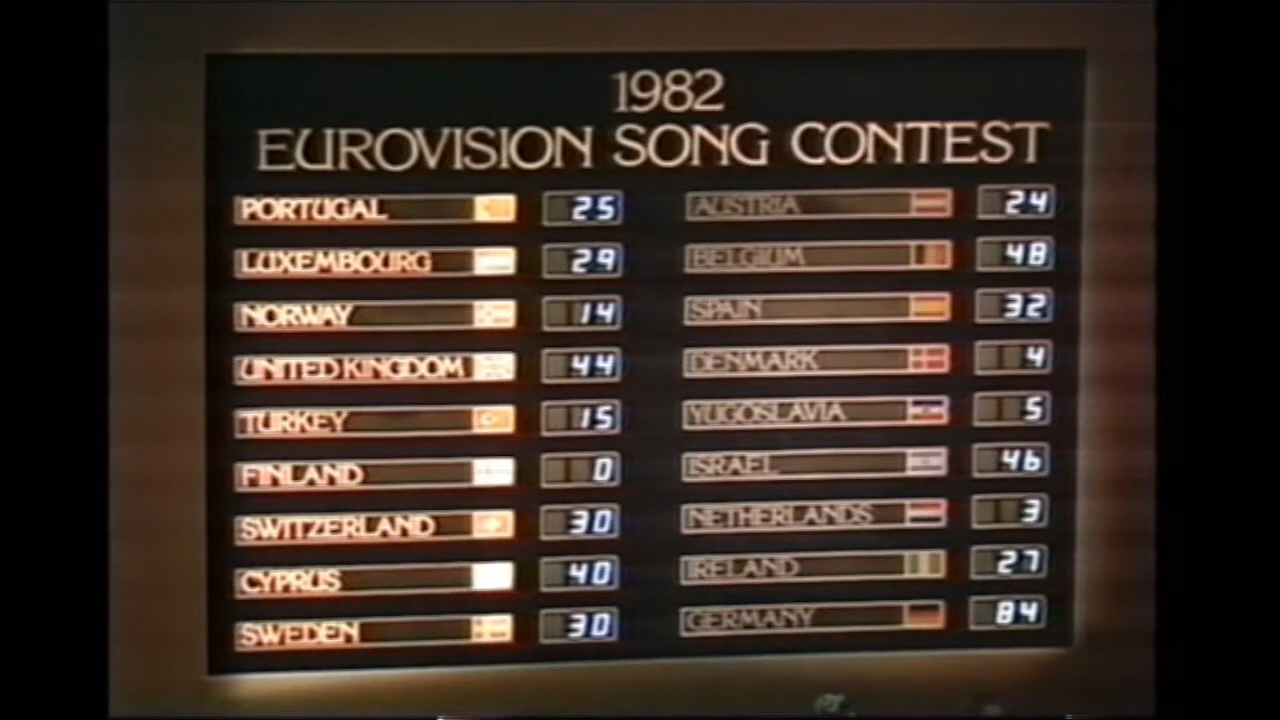 1982
EUROVISION SONG CONTEST
PORTUGAL 25
LUXEMBOURG 29
NORWAY 14
UNITED KINGDOM 44
TURKEY 15
FINLAND 0
SWITZERLAND 30
CYPRUS 40
SWEDEN 30
AUSTRIA 24
BELGIUM 48
SPAIN 32
DENMARK 4
YUGOSLAVIA 5
ISRAEL 46
NETHERLANDS 3
IRELAND 27
GERMANY 84